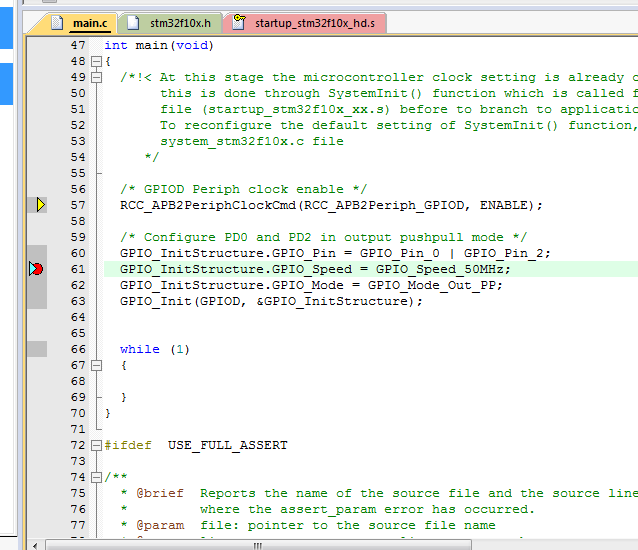 main.c stm32f10x.h startup_stm32f10x_hd.s
47 int main(void)
48 {
49 /*!< At this stage the microcontroller clock setting is already
50 this is done through SystemInit() function which is called
51 file (startup_stm32f10x_xx.s) before to branch to applicatio
52 To reconfigure the default setting of SystemInit() function,
53 system_stm32f10x.c file
54 */
55
56 /* GPIOD Periph clock enable */
57 RCC_APB2PeriphClockCmd(RCC_APB2Periph_GPIOD, ENABLE);
58
59 /* Configure PD0 and PD2 in output pushpull mode */
60 GPIO_InitStructure.GPIO_Pin = GPIO_Pin_0 | GPIO_Pin_2;
61 GPIO_InitStructure.GPIO_Speed = GPIO_Speed_50MHz;
62 GPIO_InitStructure.GPIO_Mode = GPIO_Mode_Out_PP;
63 GPIO_Init(GPIOD, &GPIO_InitStructure);
64
65
66 while (1)
67 {
68
69 }
70 }
71
72 #ifdef USE_FULL_ASSERT
73
74 /**
75 * @brief Reports the name of the source file and the source line
76 * where the assert_param error has occurred.
77 * @param file: pointer to the source file name